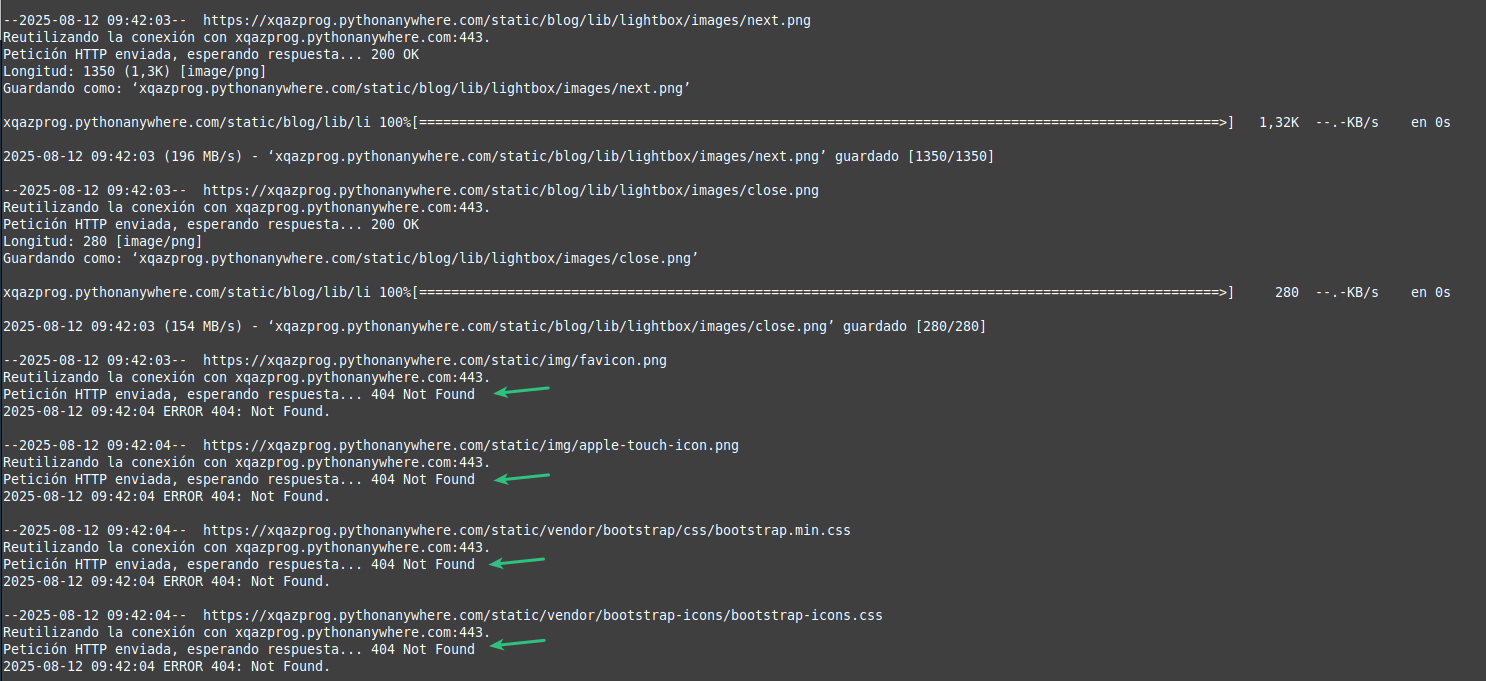 --2025-08-12 09:42:03--  https://xqazprog.pythonanywhere.com/static/blog/lib/lightbox/images/next.png
Reutilizando la conexión con xqazprog.pythonanywhere.com:443.
Petición HTTP enviada, esperando respuesta... 200 OK
Longitud: 1350 (1,3K) [image/png]
Guardando como: ‘xqazprog.pythonanywhere.com/static/blog/lib/lightbox/images/next.png’
xqazprog.pythonanywhere.com/static/blog/lib/li 100%[====================================================================================================>]   1,32K  --.-KB/s    en 0s
2025-08-12 09:42:03 (196 MB/s) - ‘xqazprog.pythonanywhere.com/static/blog/lib/lightbox/images/next.png’ guardado [1350/1350]
--2025-08-12 09:42:03--  https://xqazprog.pythonanywhere.com/static/blog/lib/lightbox/images/close.png
Reutilizando la conexión con xqazprog.pythonanywhere.com:443.
Petición HTTP enviada, esperando respuesta... 200 OK
Longitud: 280 [image/png]
Guardando como: ‘xqazprog.pythonanywhere.com/static/blog/lib/lightbox/images/close.png’
xqazprog.pythonanywhere.com/static/blog/lib/li 100%[====================================================================================================>]     280  --.-KB/s    en 0s
2025-08-12 09:42:03 (154 MB/s) - ‘xqazprog.pythonanywhere.com/static/blog/lib/lightbox/images/close.png’ guardado [280/280]
--2025-08-12 09:42:03--  https://xqazprog.pythonanywhere.com/static/img/favicon.png
Reutilizando la conexión con xqazprog.pythonanywhere.com:443.
Petición HTTP enviada, esperando respuesta... 404 Not Found
2025-08-12 09:42:04 ERROR 404: Not Found.
--2025-08-12 09:42:04--  https://xqazprog.pythonanywhere.com/static/img/apple-touch-icon.png
Reutilizando la conexión con xqazprog.pythonanywhere.com:443.
Petición HTTP enviada, esperando respuesta... 404 Not Found
2025-08-12 09:42:04 ERROR 404: Not Found.
--2025-08-12 09:42:04--  https://xqazprog.pythonanywhere.com/static/vendor/bootstrap/css/bootstrap.min.css
Reutilizando la conexión con xqazprog.pythonanywhere.com:443.
Petición HTTP enviada, esperando respuesta... 404 Not Found
2025-08-12 09:42:04 ERROR 404: Not Found.
--2025-08-12 09:42:04--  https://xqazprog.pythonanywhere.com/static/vendor/bootstrap-icons/bootstrap-icons.css
Reutilizando la conexión con xqazprog.pythonanywhere.com:443.
Petición HTTP enviada, esperando respuesta... 404 Not Found
2025-08-12 09:42:04 ERROR 404: Not Found.